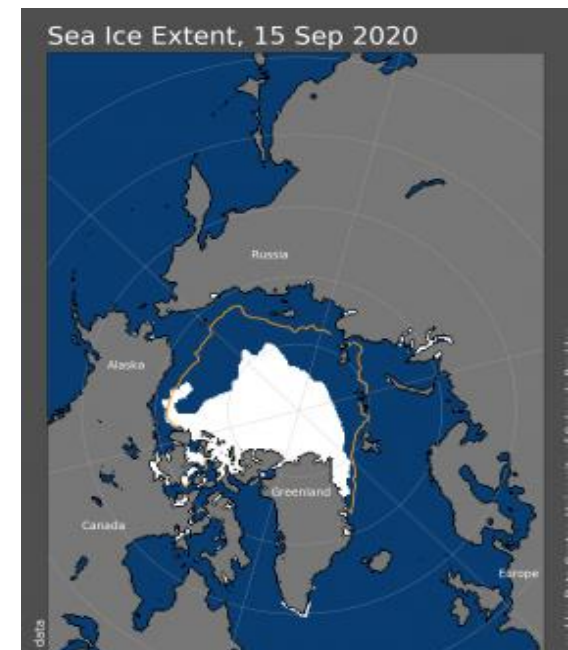 Sea Ice Extent, 15 Sep 2020
Russia
Alaska
Greenland
Canada
Europe
data